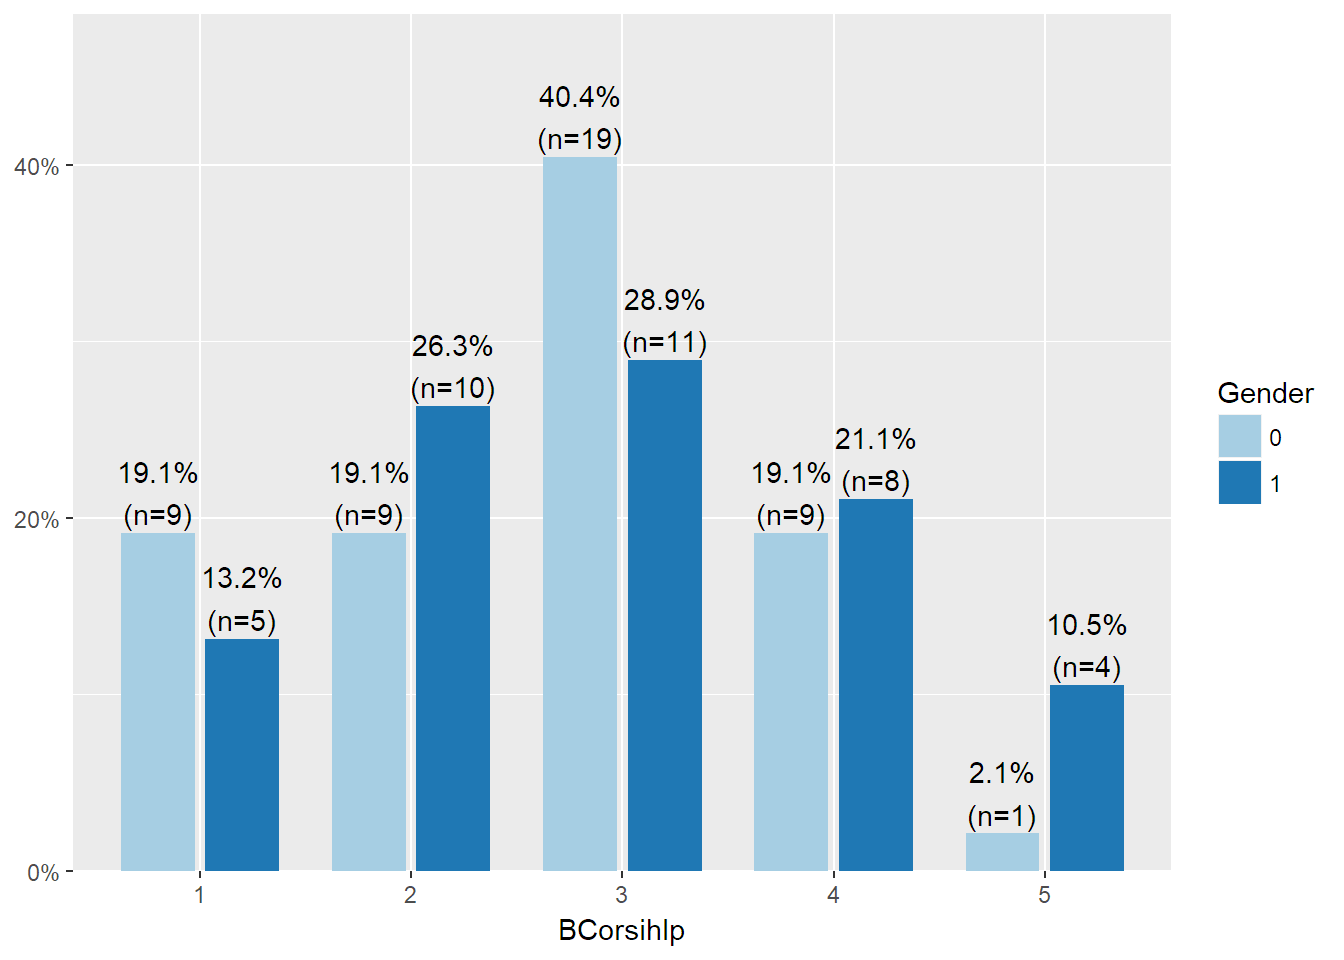 40.4%
(n=19)
40%
28.9%
(n=11)
26.3%
(n=10)
Gender
0
1
21.1%
(n=8)
19.1%
(n=9)
19.1%
(n=9)
19.1%
(n=9)
20%
13.2%
(n=5)
10.5%
(n=4)
2.1%
(n=1)
0%
1
2
3
4
5
BCorsihlp